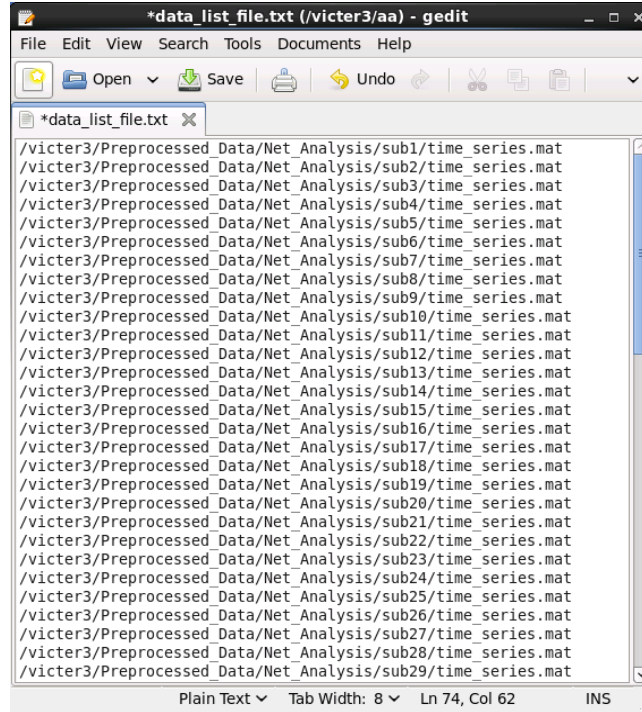 *data_list_file.txt (/victer3/aa) - gedit
File Edit View Search Tools Documents Help
Open Save Undo
*data_list_file.txt
/victer3/Preprocessed_Data/Net_Analysis/sub1/time_series.mat
/victer3/Preprocessed_Data/Net_Analysis/sub2/time_series.mat
/victer3/Preprocessed_Data/Net_Analysis/sub3/time_series.mat
/victer3/Preprocessed_Data/Net_Analysis/sub4/time_series.mat
/victer3/Preprocessed_Data/Net_Analysis/sub5/time_series.mat
/victer3/Preprocessed_Data/Net_Analysis/sub6/time_series.mat
/victer3/Preprocessed_Data/Net_Analysis/sub7/time_series.mat
/victer3/Preprocessed_Data/Net_Analysis/sub8/time_series.mat
/victer3/Preprocessed_Data/Net_Analysis/sub9/time_series.mat
/victer3/Preprocessed_Data/Net_Analysis/sub10/time_series.mat
/victer3/Preprocessed_Data/Net_Analysis/sub11/time_series.mat
/victer3/Preprocessed_Data/Net_Analysis/sub12/time_series.mat
/victer3/Preprocessed_Data/Net_Analysis/sub13/time_series.mat
/victer3/Preprocessed_Data/Net_Analysis/sub14/time_series.mat
/victer3/Preprocessed_Data/Net_Analysis/sub15/time_series.mat
/victer3/Preprocessed_Data/Net_Analysis/sub16/time_series.mat
/victer3/Preprocessed_Data/Net_Analysis/sub17/time_series.mat
/victer3/Preprocessed_Data/Net_Analysis/sub18/time_series.mat
/victer3/Preprocessed_Data/Net_Analysis/sub19/time_series.mat
/victer3/Preprocessed_Data/Net_Analysis/sub20/time_series.mat
/victer3/Preprocessed_Data/Net_Analysis/sub21/time_series.mat
/victer3/Preprocessed_Data/Net_Analysis/sub22/time_series.mat
/victer3/Preprocessed_Data/Net_Analysis/sub23/time_series.mat
/victer3/Preprocessed_Data/Net_Analysis/sub24/time_series.mat
/victer3/Preprocessed_Data/Net_Analysis/sub25/time_series.mat
/victer3/Preprocessed_Data/Net_Analysis/sub26/time_series.mat
/victer3/Preprocessed_Data/Net_Analysis/sub27/time_series.mat
/victer3/Preprocessed_Data/Net_Analysis/sub28/time_series.mat
/victer3/Preprocessed_Data/Net_Analysis/sub29/time_series.mat
Plain Text Tab Width: 8 Ln 74, Col 62 INS